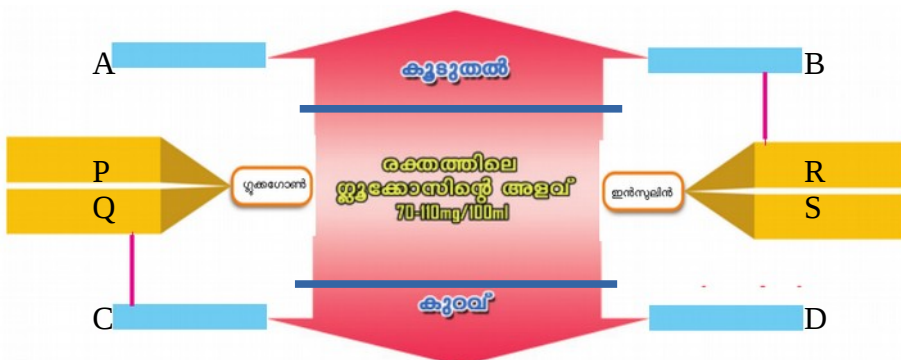 A
കൂടുതൽ
B
P
ഗ്ലൂക്കഗോൺ
Q
രക്തത്തിലെ
ഗ്ലൂക്കോസിന്റെ അളവ്
70-110mg/100ml
R
ഇൻസുലിൻ
S
C
കുറവ്
D